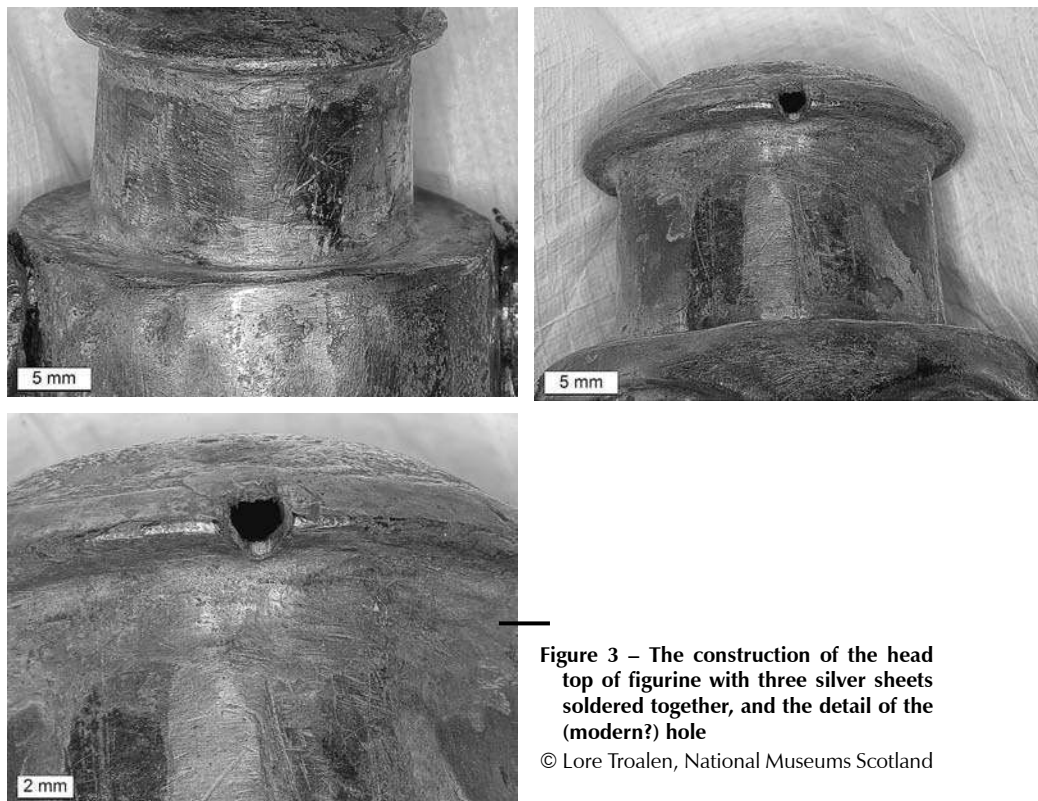 5 mm
5 mm
2 mm
Figure 3 – The construction of the head
top of figurine with three silver sheets
soldered together, and the detail of the
(modern?) hole
© Lore Troalen, National Museums Scotland